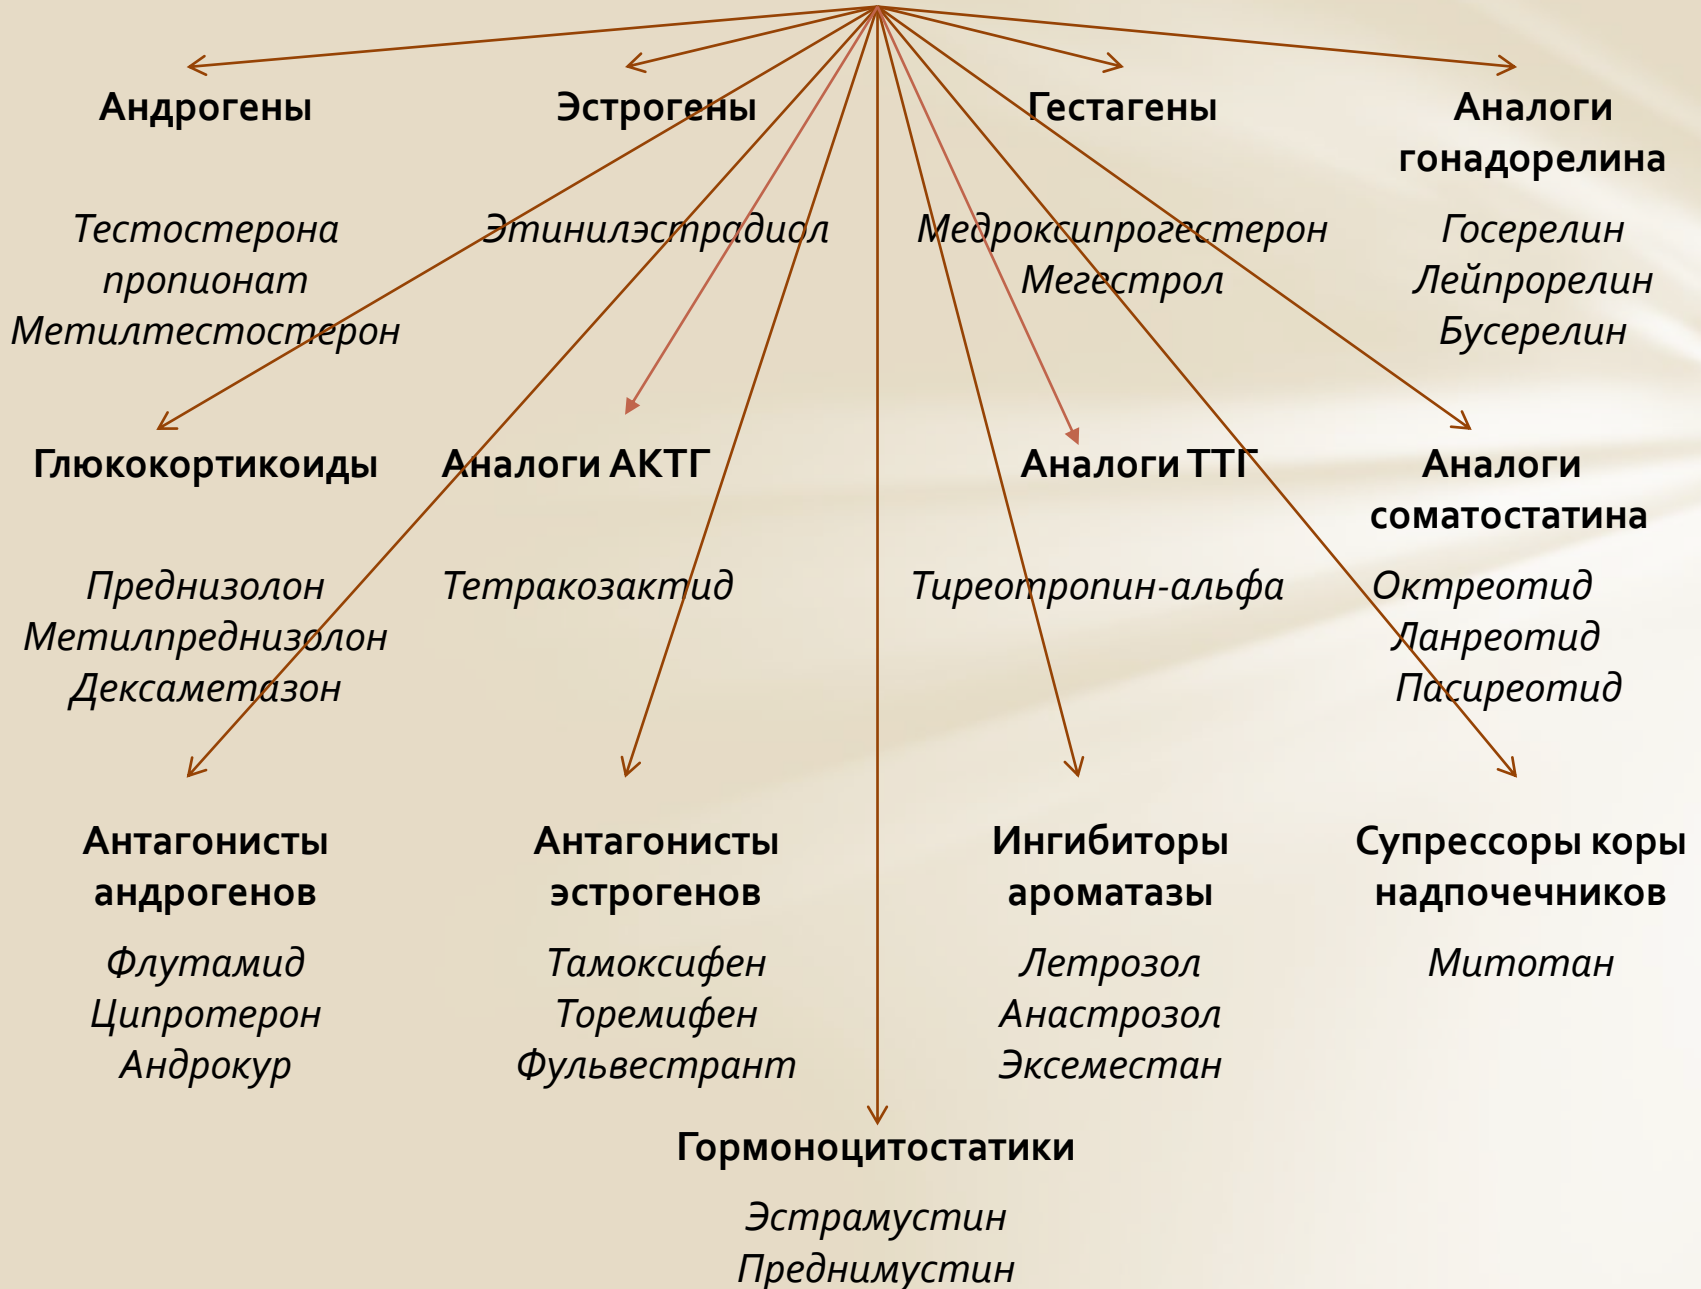 Андрогены
Эстрогены
Гестагены
Аналоги
гонадорелина
Тестостерона
пропионат
Метилтестостерон
Этинилэстрадиол
Медроксипрогестерон
Мегестрол
Госерелин
Лейпрорелин
Бусерелин
Глюкокортикоиды
Аналоги АКТГ
Аналоги ТТГ
Аналоги
соматостатина
Преднизолон
Метилпреднизолон
Дексаметазон
Тетракозактид
Тиреотропин-альфа
Октреотид
Ланреотид
Пасиреотид
Антагонисты
андрогенов
Антагонисты
эстрогенов
Ингибиторы
ароматазы
Супрессоры коры
надпочечников
Флутамид
Ципротерон
Андрокур
Тамоксифен
Торемифен
Фульвестрант
Летрозол
Анастрозол
Эксеместан
Митотан
Гормоноцитостатики
Эстрамустин
Преднимустин